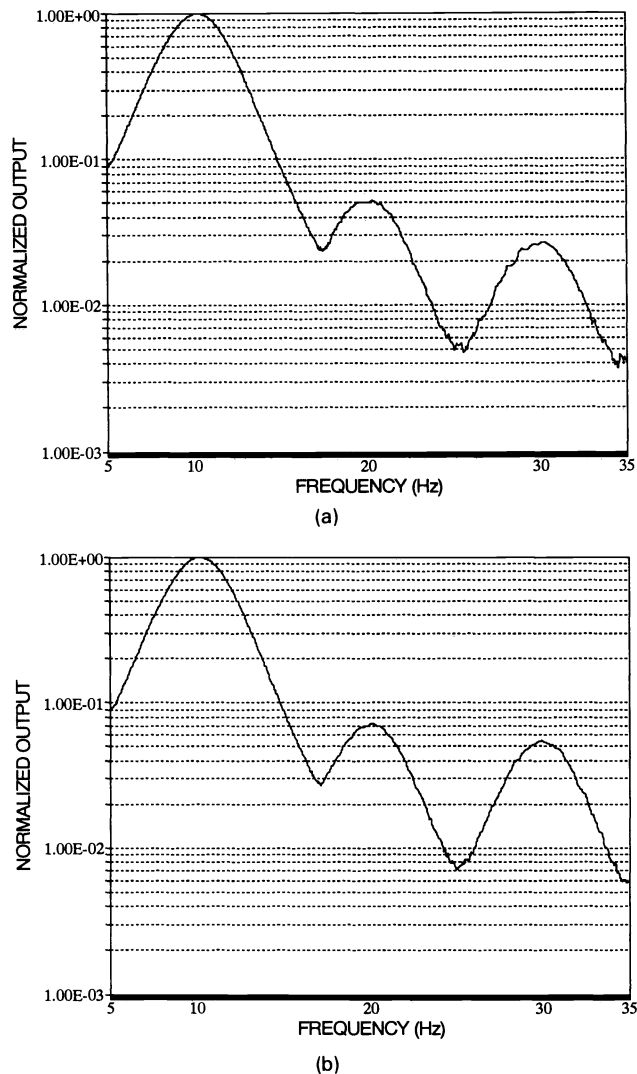 1.00E+00
1.00E-01
1.00E-02
1.00E-03
NORMALIZED OUTPUT
5 10 20 30 35
FREQUENCY (Hz)
(a)
1.00E+00
1.00E-01
1.00E-02
1.00E-03
NORMALIZED OUTPUT
5 10 20 30 35
FREQUENCY (Hz)
(b)